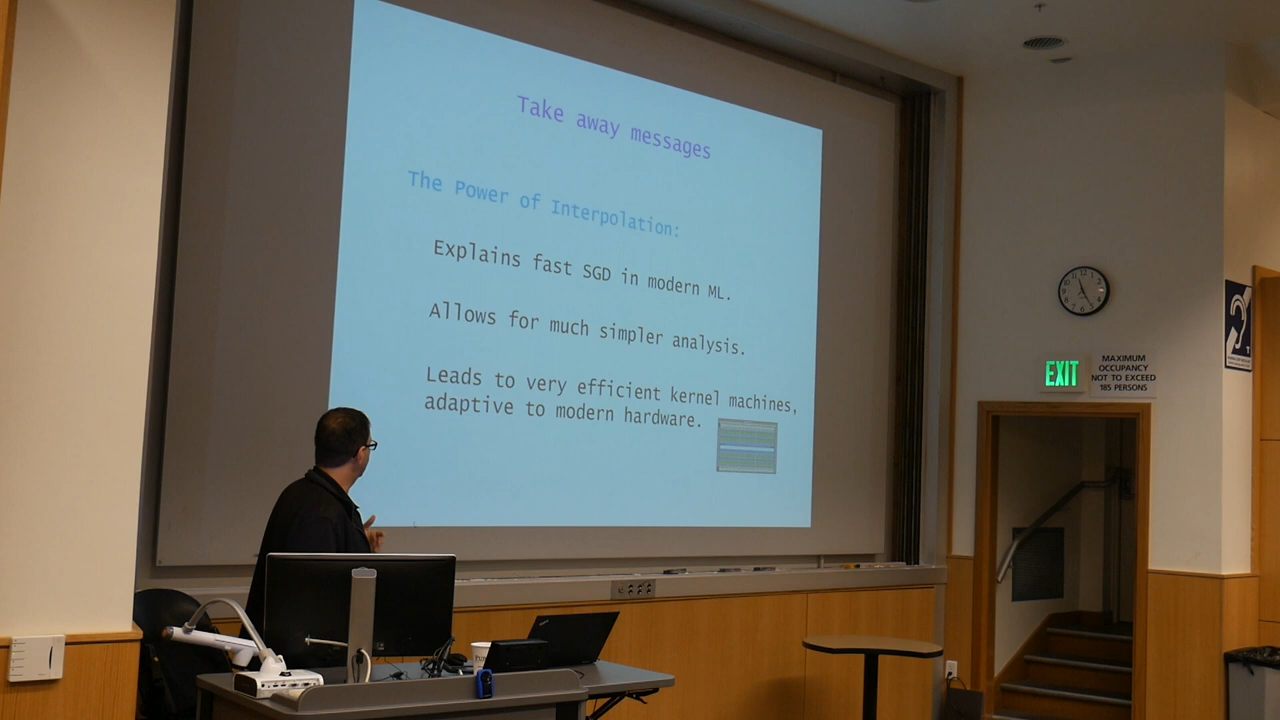 Take away messages
The Power of Interpolation:
Explains fast SGD in modern ML.
Allows for much simpler analysis.
Leads to very efficient kernel machines,
adaptive to modern hardware.
EXIT
MAXIMUM
OCCUPANCY
NOT TO EXCEED
185 PERSONS